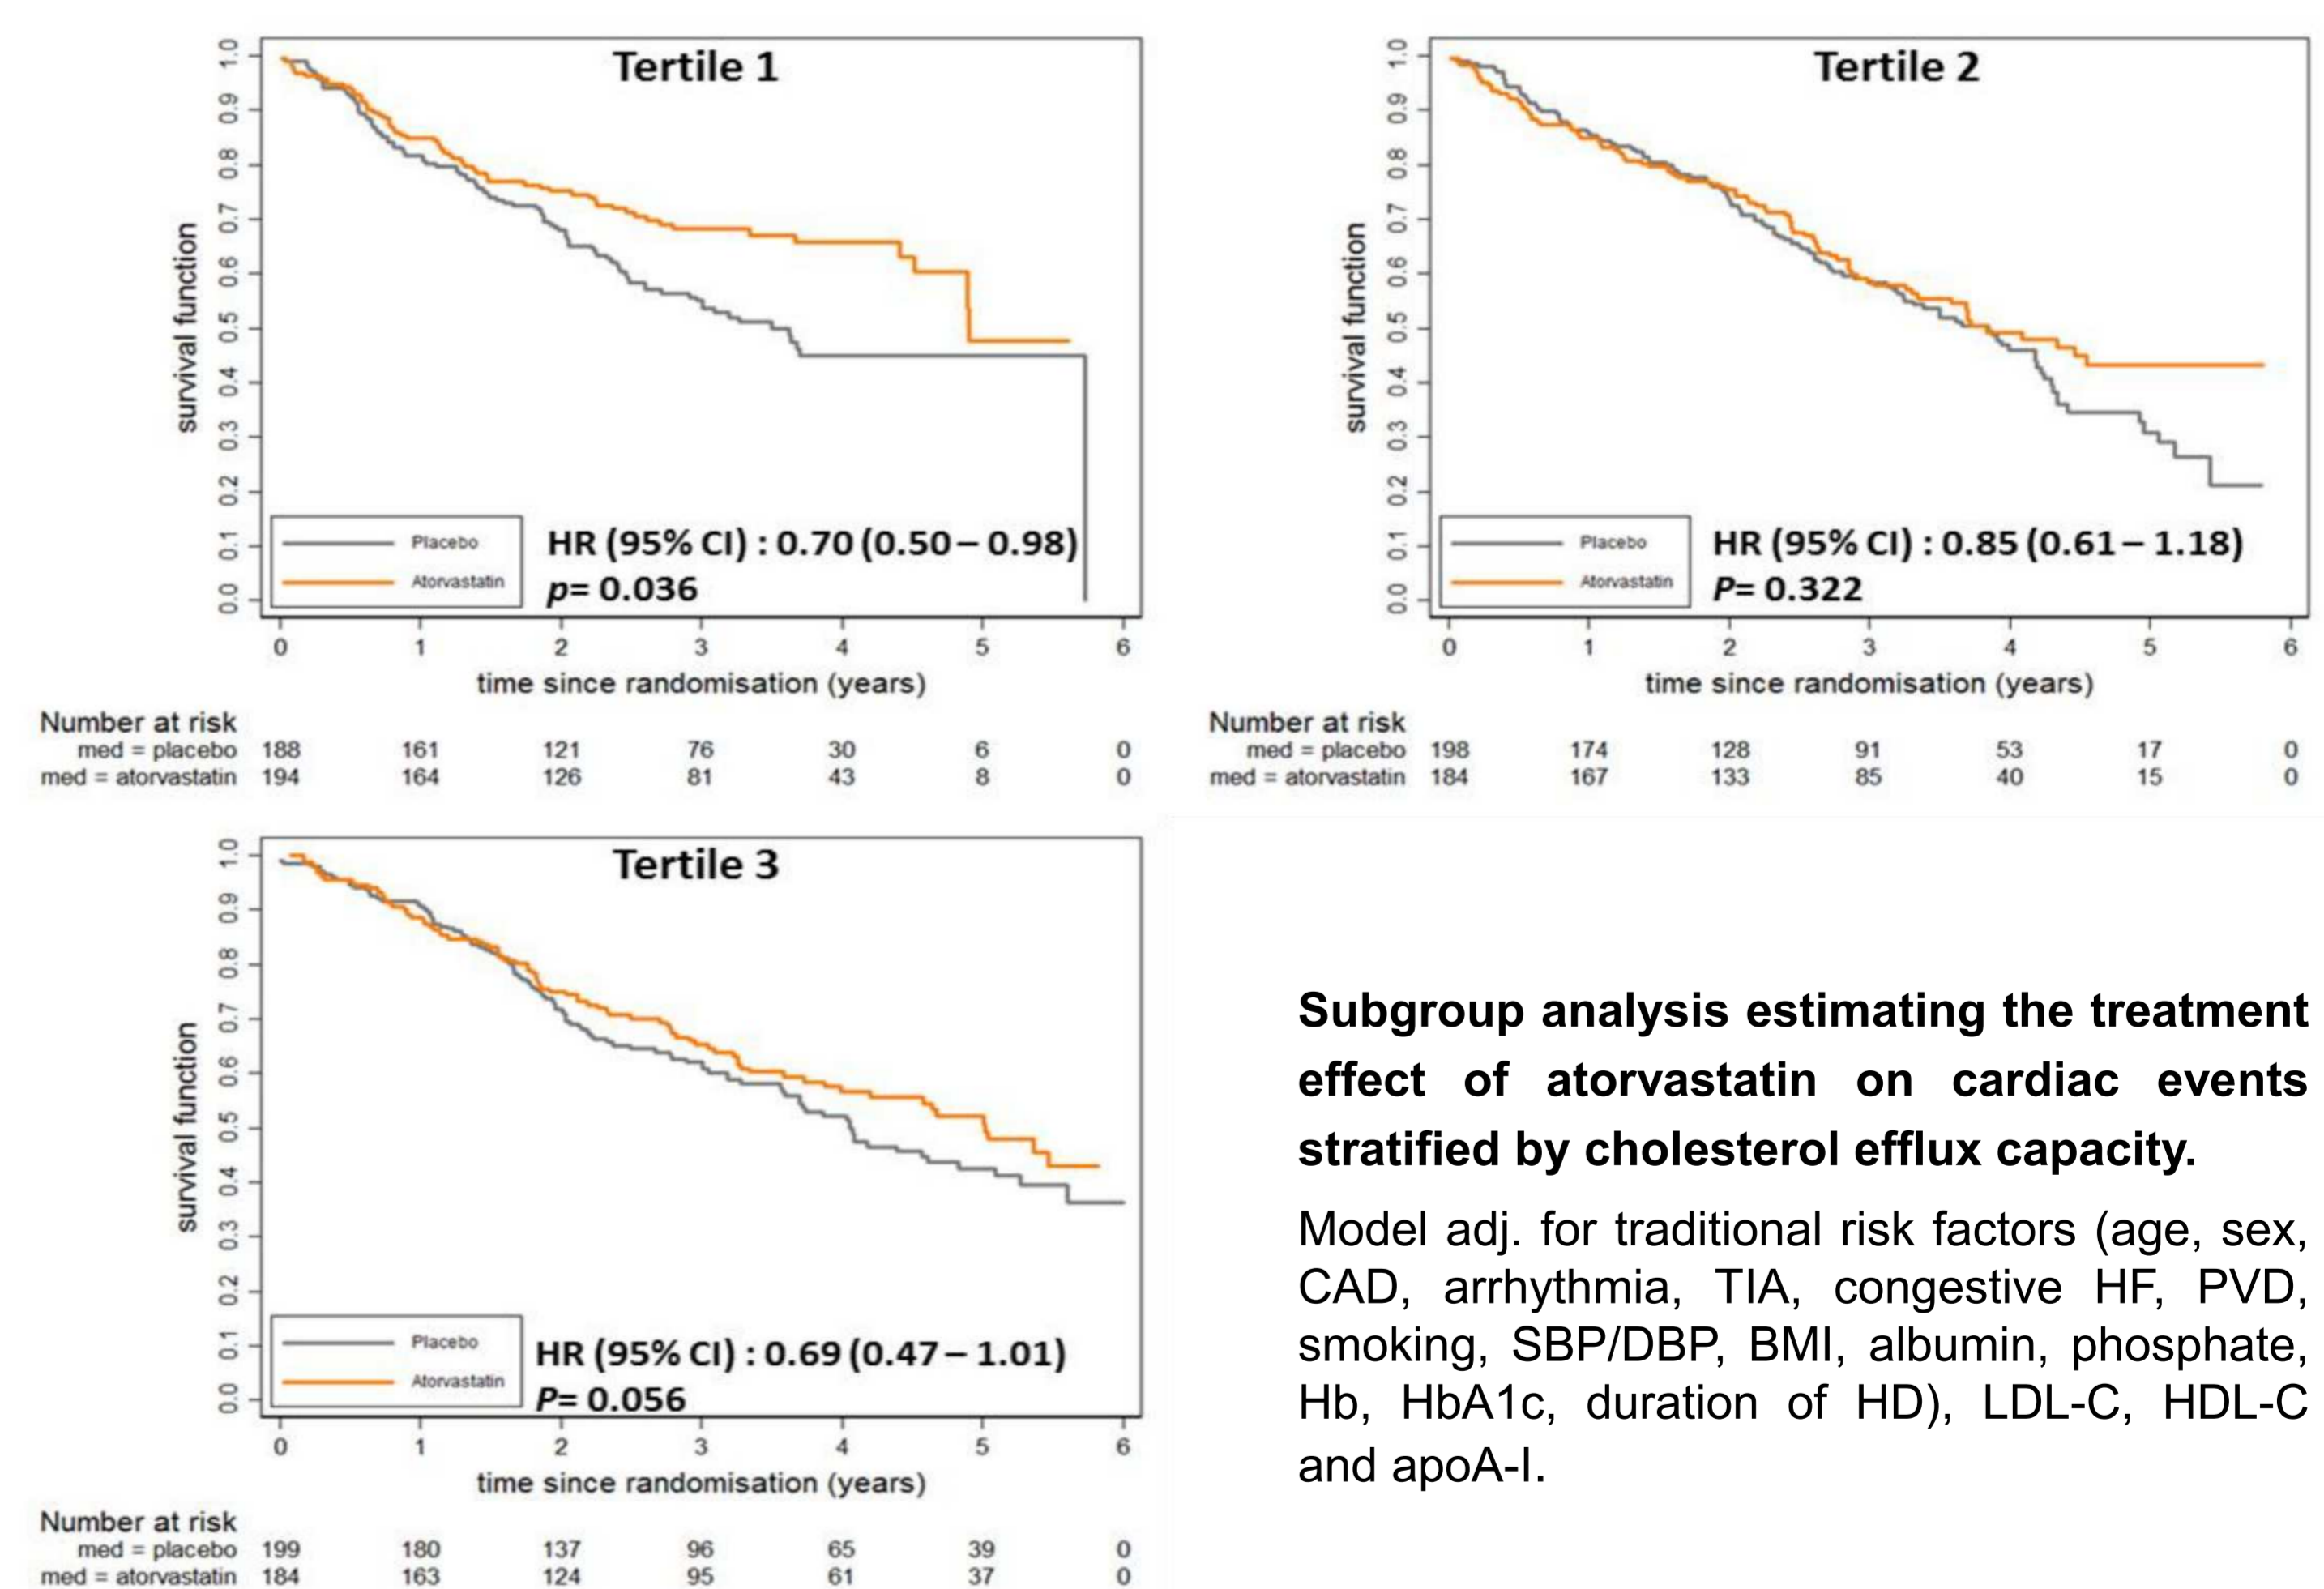 Tertile 1
survival function
1.0
0.9
0.8
0.7
0.6
0.5
0.4
0.3
0.2
0.1
0.0
Placebo
Atorvastatin
HR (95% CI) : 0.70 (0.50 – 0.98)
p= 0.036
0 1 2 3 4 5 6
time since randomisation (years)
Number at risk
med = placebo 188 161 121 76 30 6 0
med = atorvastatin 194 164 126 81 43 8 0
Tertile 2
survival function
1.0
0.9
0.8
0.7
0.6
0.5
0.4
0.3
0.2
0.1
0.0
Placebo
Atorvastatin
HR (95% CI) : 0.85 (0.61 – 1.18)
P= 0.322
0 1 2 3 4 5 6
time since randomisation (years)
Number at risk
med = placebo 198 174 128 91 53 17 0
med = atorvastatin 184 167 133 85 40 15 0
Tertile 3
survival function
1.0
0.9
0.8
0.7
0.6
0.5
0.4
0.3
0.2
0.1
0.0
Placebo
Atorvastatin
HR (95% CI) : 0.69 (0.47 – 1.01)
P= 0.056
0 1 2 3 4 5 6
time since randomisation (years)
Number at risk
med = placebo 199 180 137 96 65 39 0
med = atorvastatin 184 163 124 95 61 37 0
Subgroup analysis estimating the treatment
effect of atorvastatin on cardiac events
stratified by cholesterol efflux capacity.
Model adj. for traditional risk factors (age, sex,
CAD, arrhythmia, TIA, congestive HF, PVD,
smoking, SBP/DBP, BMI, albumin, phosphate,
Hb, HbA1c, duration of HD), LDL-C, HDL-C
and apoA-I.